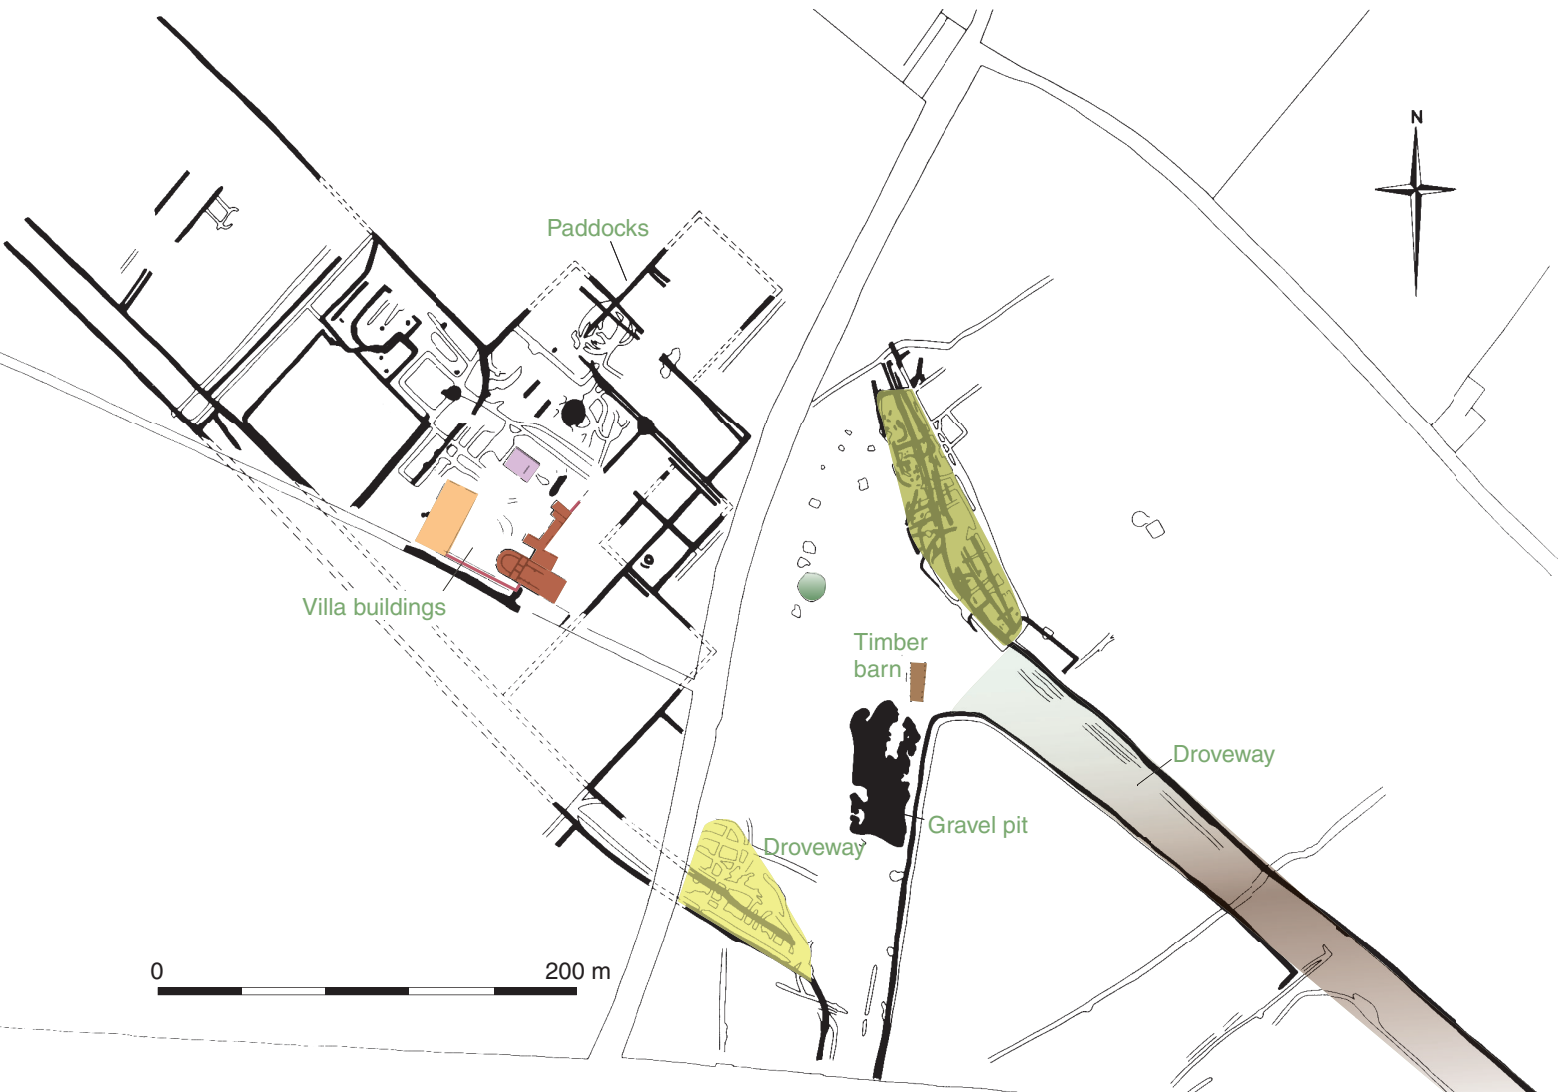 N
Paddocks
Villa buildings
Timber
barn
Droveway
Gravel pit
Droveway
0
200 m